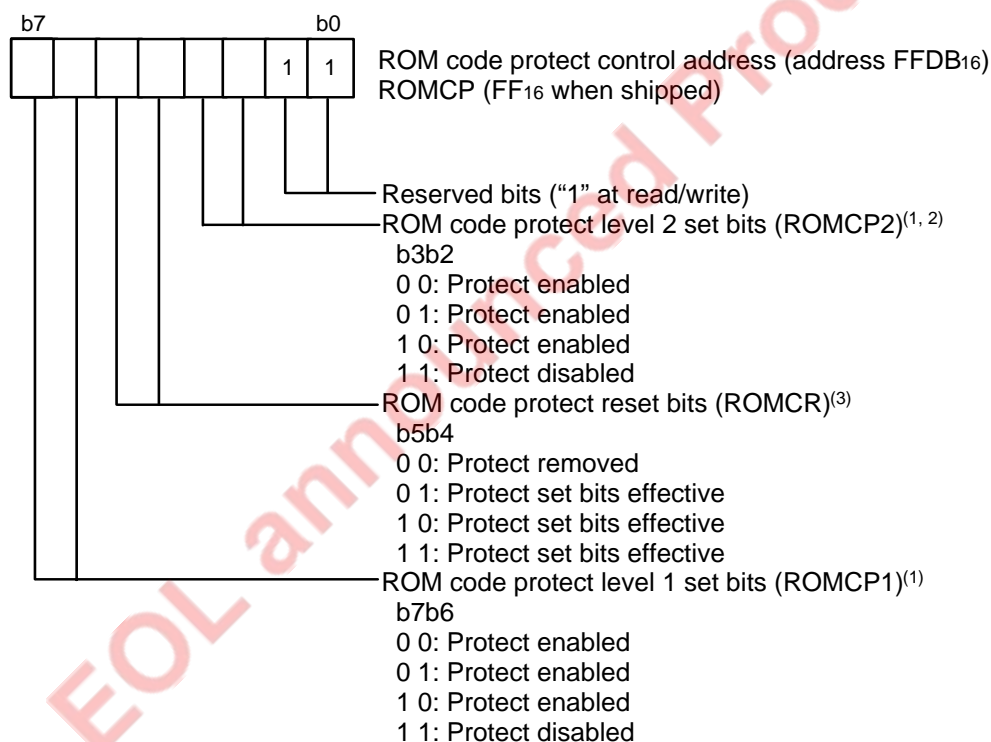 b7 b0
1 1
ROM code protect control address (address FFDB16)
ROMCP (FF16 when shipped)
Reserved bits (“1” at read/write)
ROM code protect level 2 set bits (ROMCP2)(1, 2)
b3b2
0 0: Protect enabled
0 1: Protect enabled
1 0: Protect enabled
1 1: Protect disabled
ROM code protect reset bits (ROMCR)(3)
b5b4
0 0: Protect removed
0 1: Protect set bits effective
1 0: Protect set bits effective
1 1: Protect set bits effective
ROM code protect level 1 set bits (ROMCP1)(1)
b7b6
0 0: Protect enabled
0 1: Protect enabled
1 0: Protect enabled
1 1: Protect disabled
EOL announced Pro